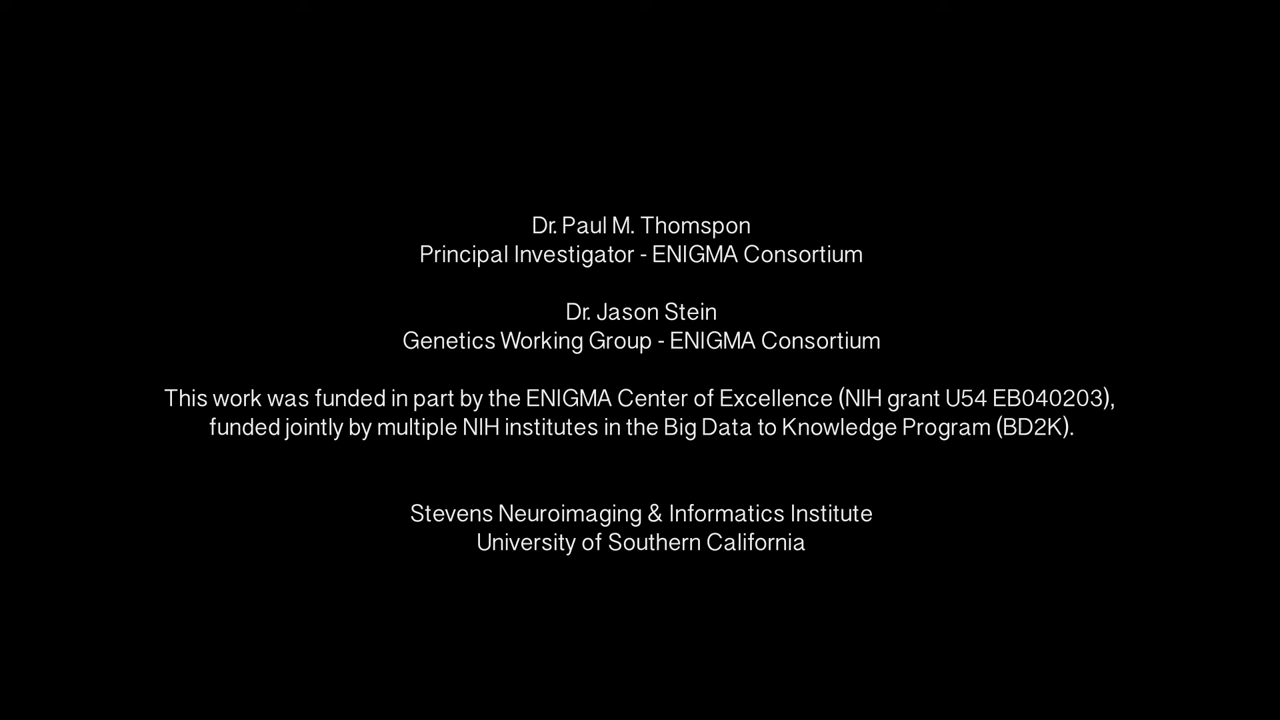 Dr. Paul M. Thomspon
Principal Investigator - ENIGMA Consortium
Dr. Jason Stein
Genetics Working Group - ENIGMA Consortium
This work was funded in part by the ENIGMA Center of Excellence (NIH grant U54 EB040203),
funded jointly by multiple NIH institutes in the Big Data to Knowledge Program (BD2K).
Stevens Neuroimaging & Informatics Institute
University of Southern California